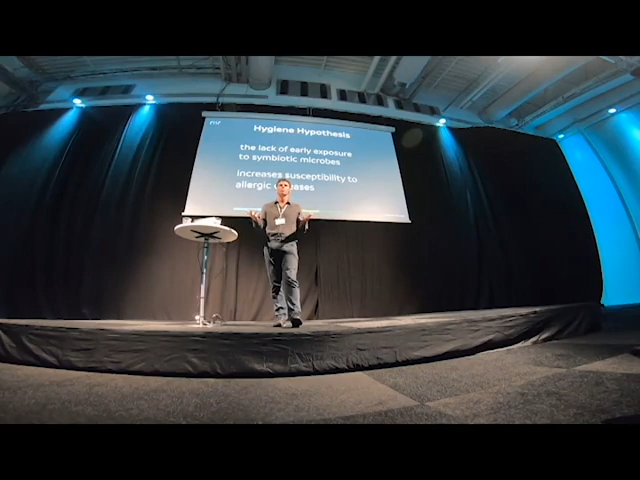 Hygiene Hypothesis
the lack of early exposure
to symbiotic microbes
increases susceptibility to
allergic